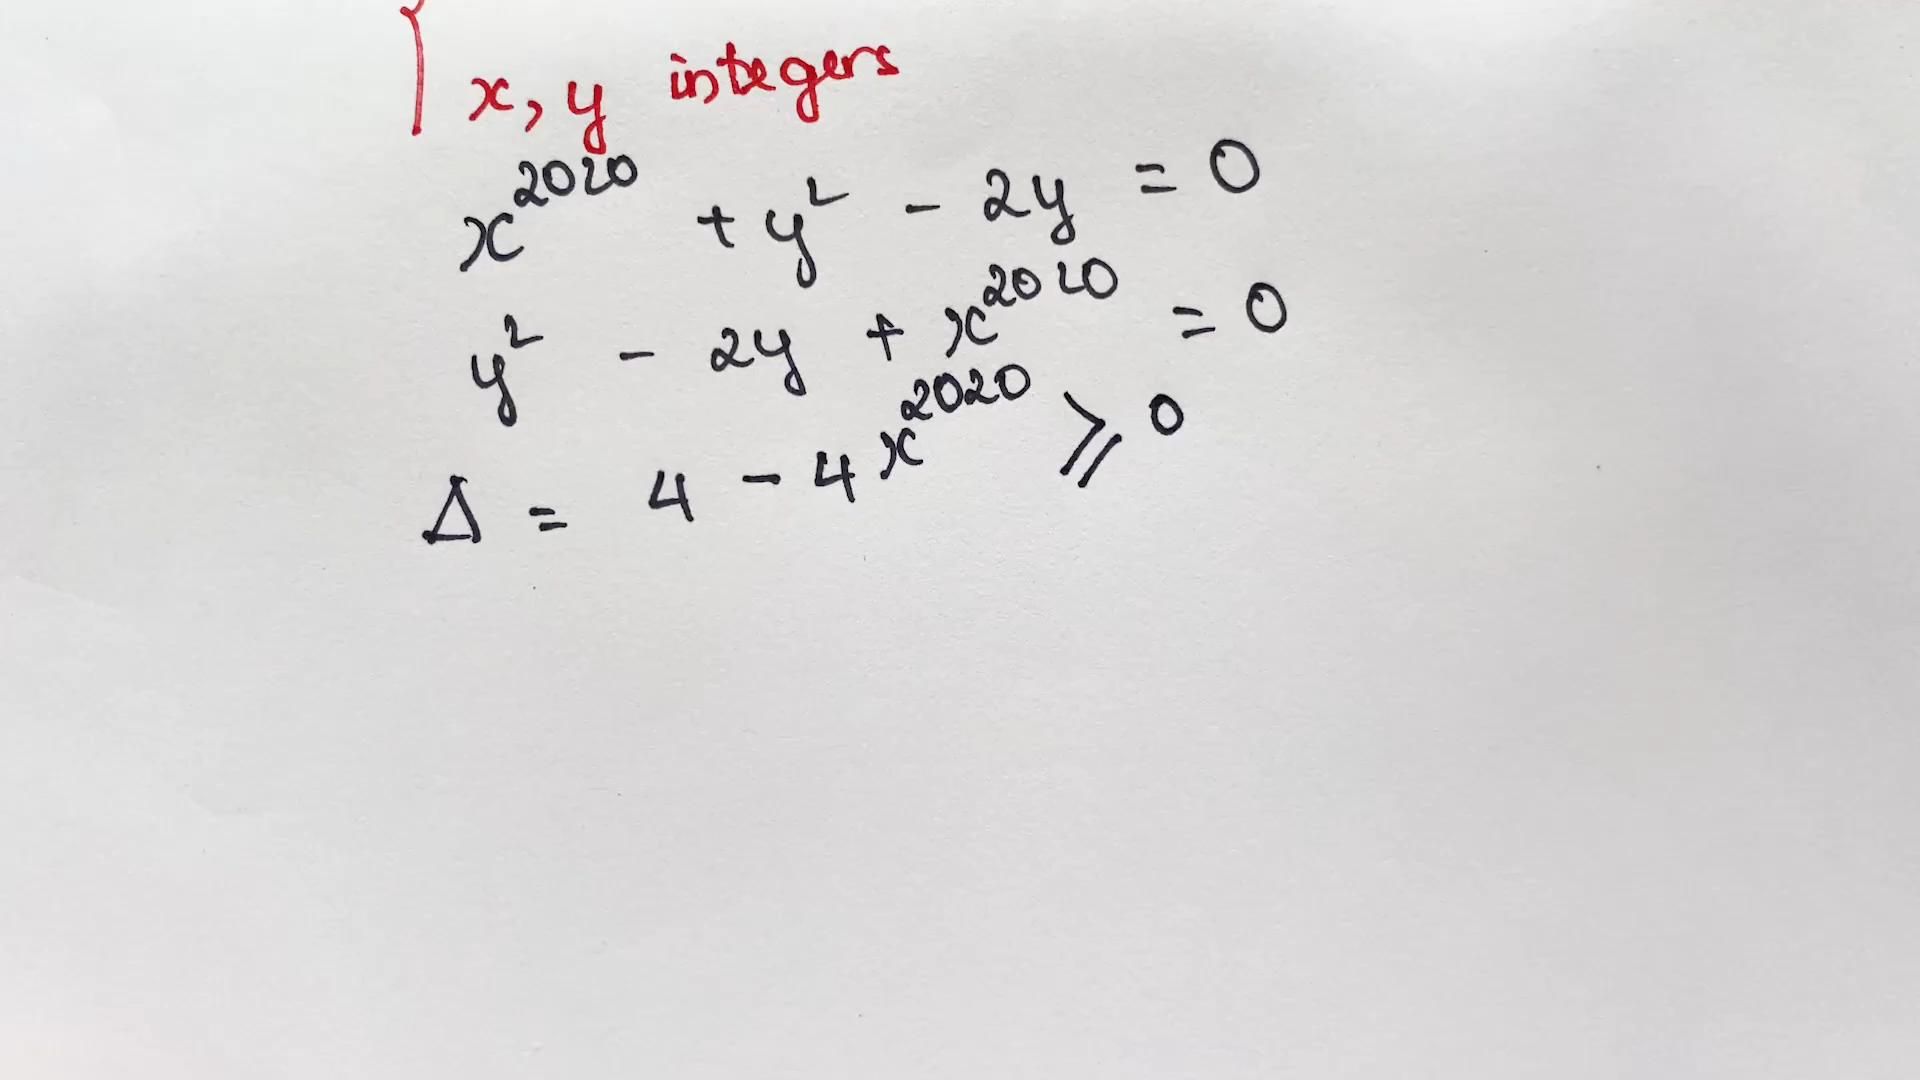 x, y integers
x^2020 + y^2 - 2y = 0
y^2 - 2y + x^2020 = 0
Δ = 4 - 4x^2020 ⩾ 0